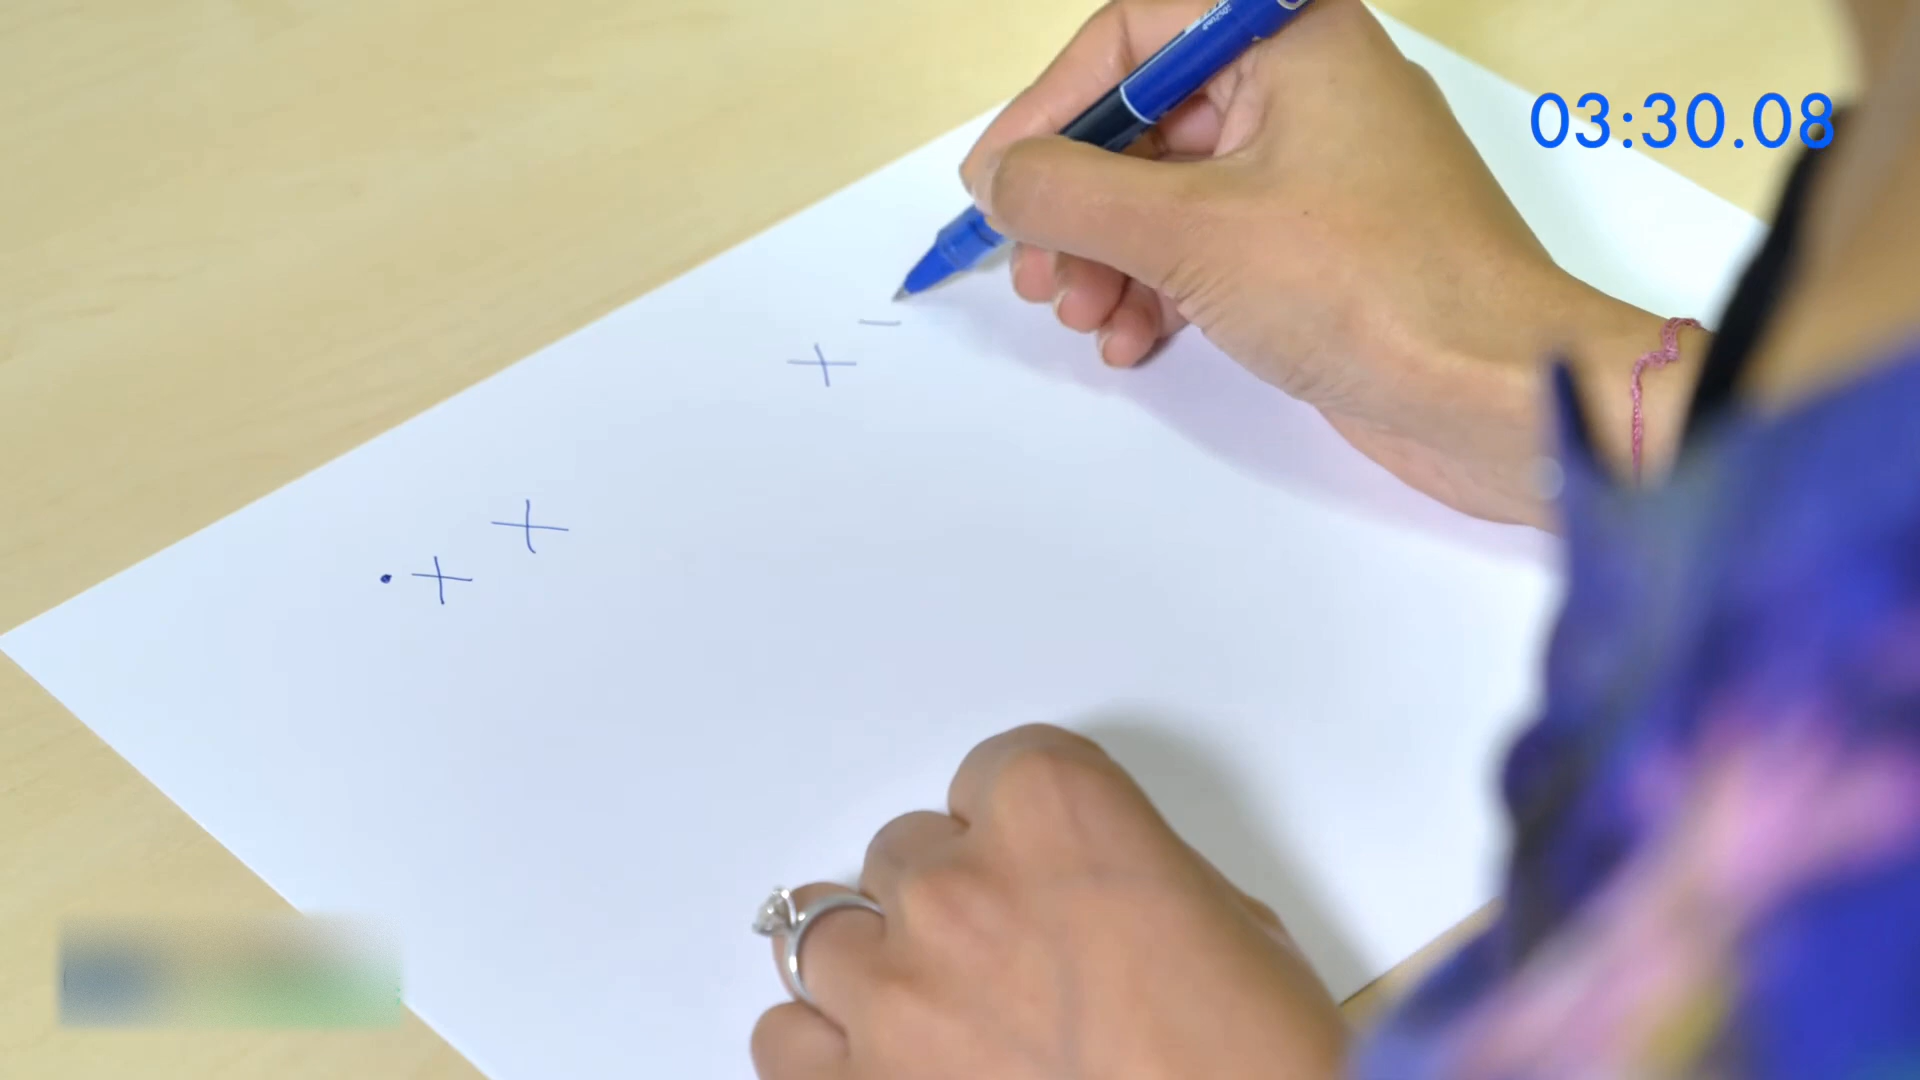 03:30.08
+ −
+
• +